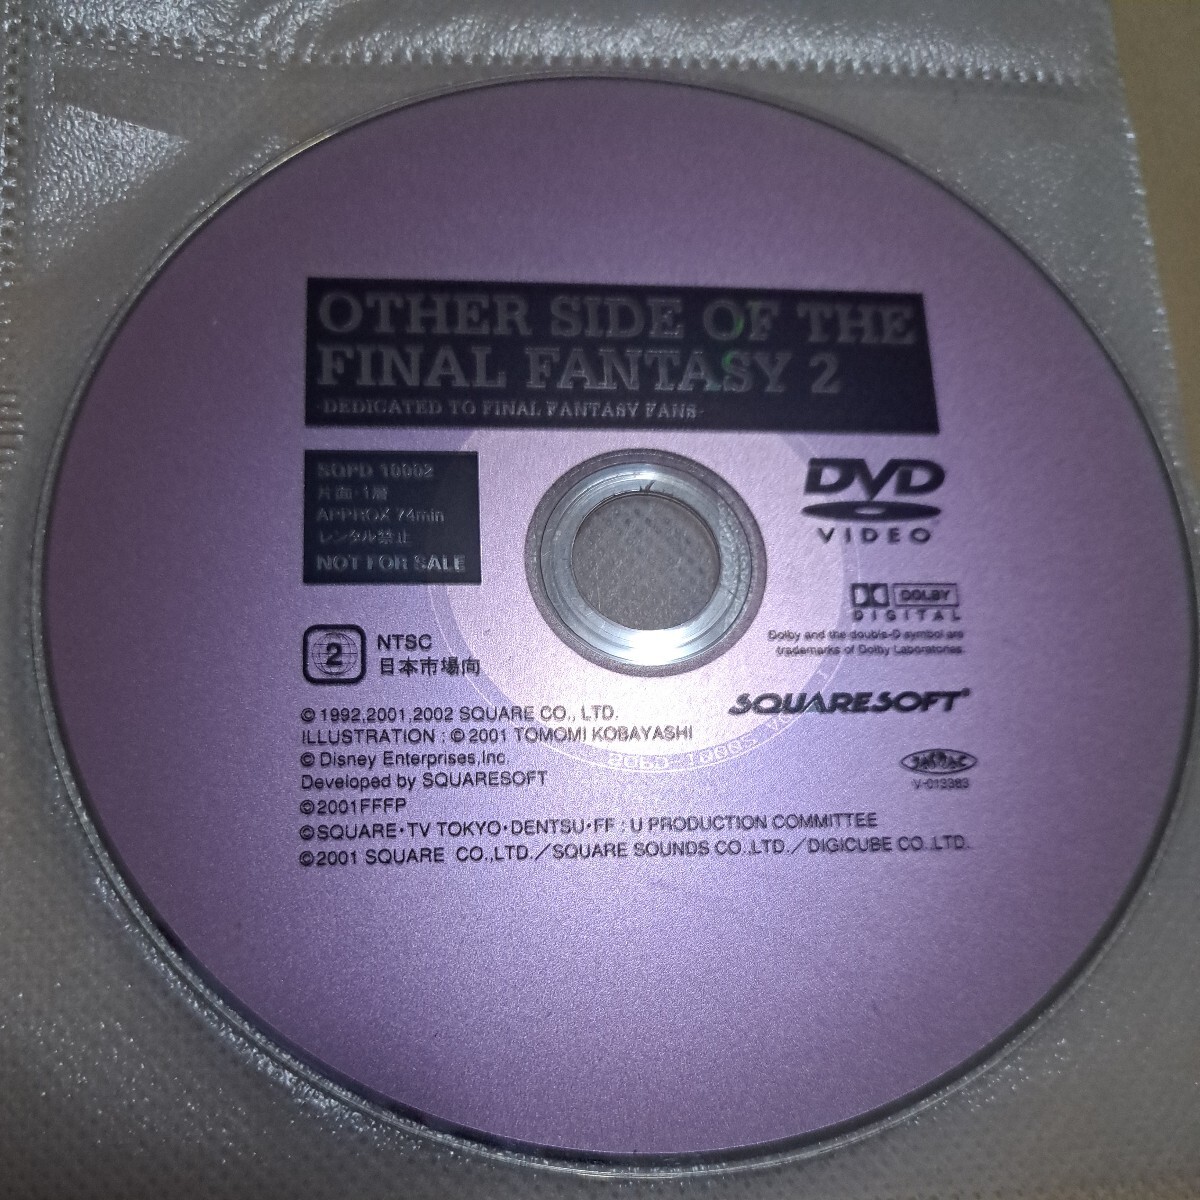 OTHER SIDE OF THE
FINAL FANTASY 2
-DEDICATED TO FINAL FANTASY FANS-
SQPD 10002
片面・1層
APPROX 74min
レンタル禁止
NOT FOR SALE
DVD
VIDEO
DOLBY
DIGITAL
Dolby and the double-D symbol are
trademarks of Dolby Laboratories.
2
NTSC
日本市場向
SQUARESOFT®
V-013383
©1992,2001,2002 SQUARE CO., LTD.
ILLUSTRATION : © 2001 TOMOMI KOBAYASHI
© Disney Enterprises,Inc.
Developed by SQUARESOFT
©2001FFFP
©SQUARE・TV TOKYO・DENTSU・FF : U PRODUCTION COMMITTEE
©2001 SQUARE CO.,LTD.／SQUARE SOUNDS CO.,LTD.／DIGICUBE CO.,LTD.